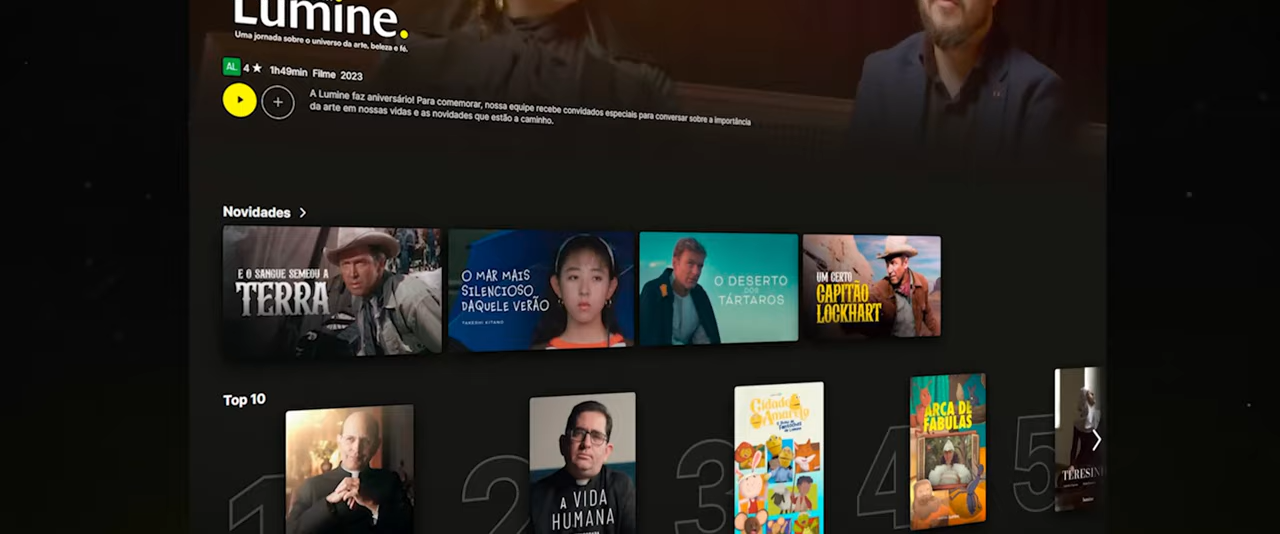 Lumine.
Uma jornada sobre o universo da arte, beleza e fé.
AL 4 ★ 1h49min Filme 2023
A Lumine faz aniversário! Para comemorar, nossa equipe recebe convidados especiais para conversar sobre a importância
da arte em nossas vidas e as novidades que estão a caminho.
Novidades
E O SANGUE SEMEOU A
TERRA
O MAR MAIS
SILENCIOSO
DAQUELE VERÃO
TAKESHI KITANO
O DESERTO
DOS
TÁRTAROS
UM CERTO
CAPITÃO
LOCKHART
Top 10
1
2
A VIDA
HUMANA
3
Cidade
Amarela
4
ARCA DE
FÁBULAS
5
TERESIN